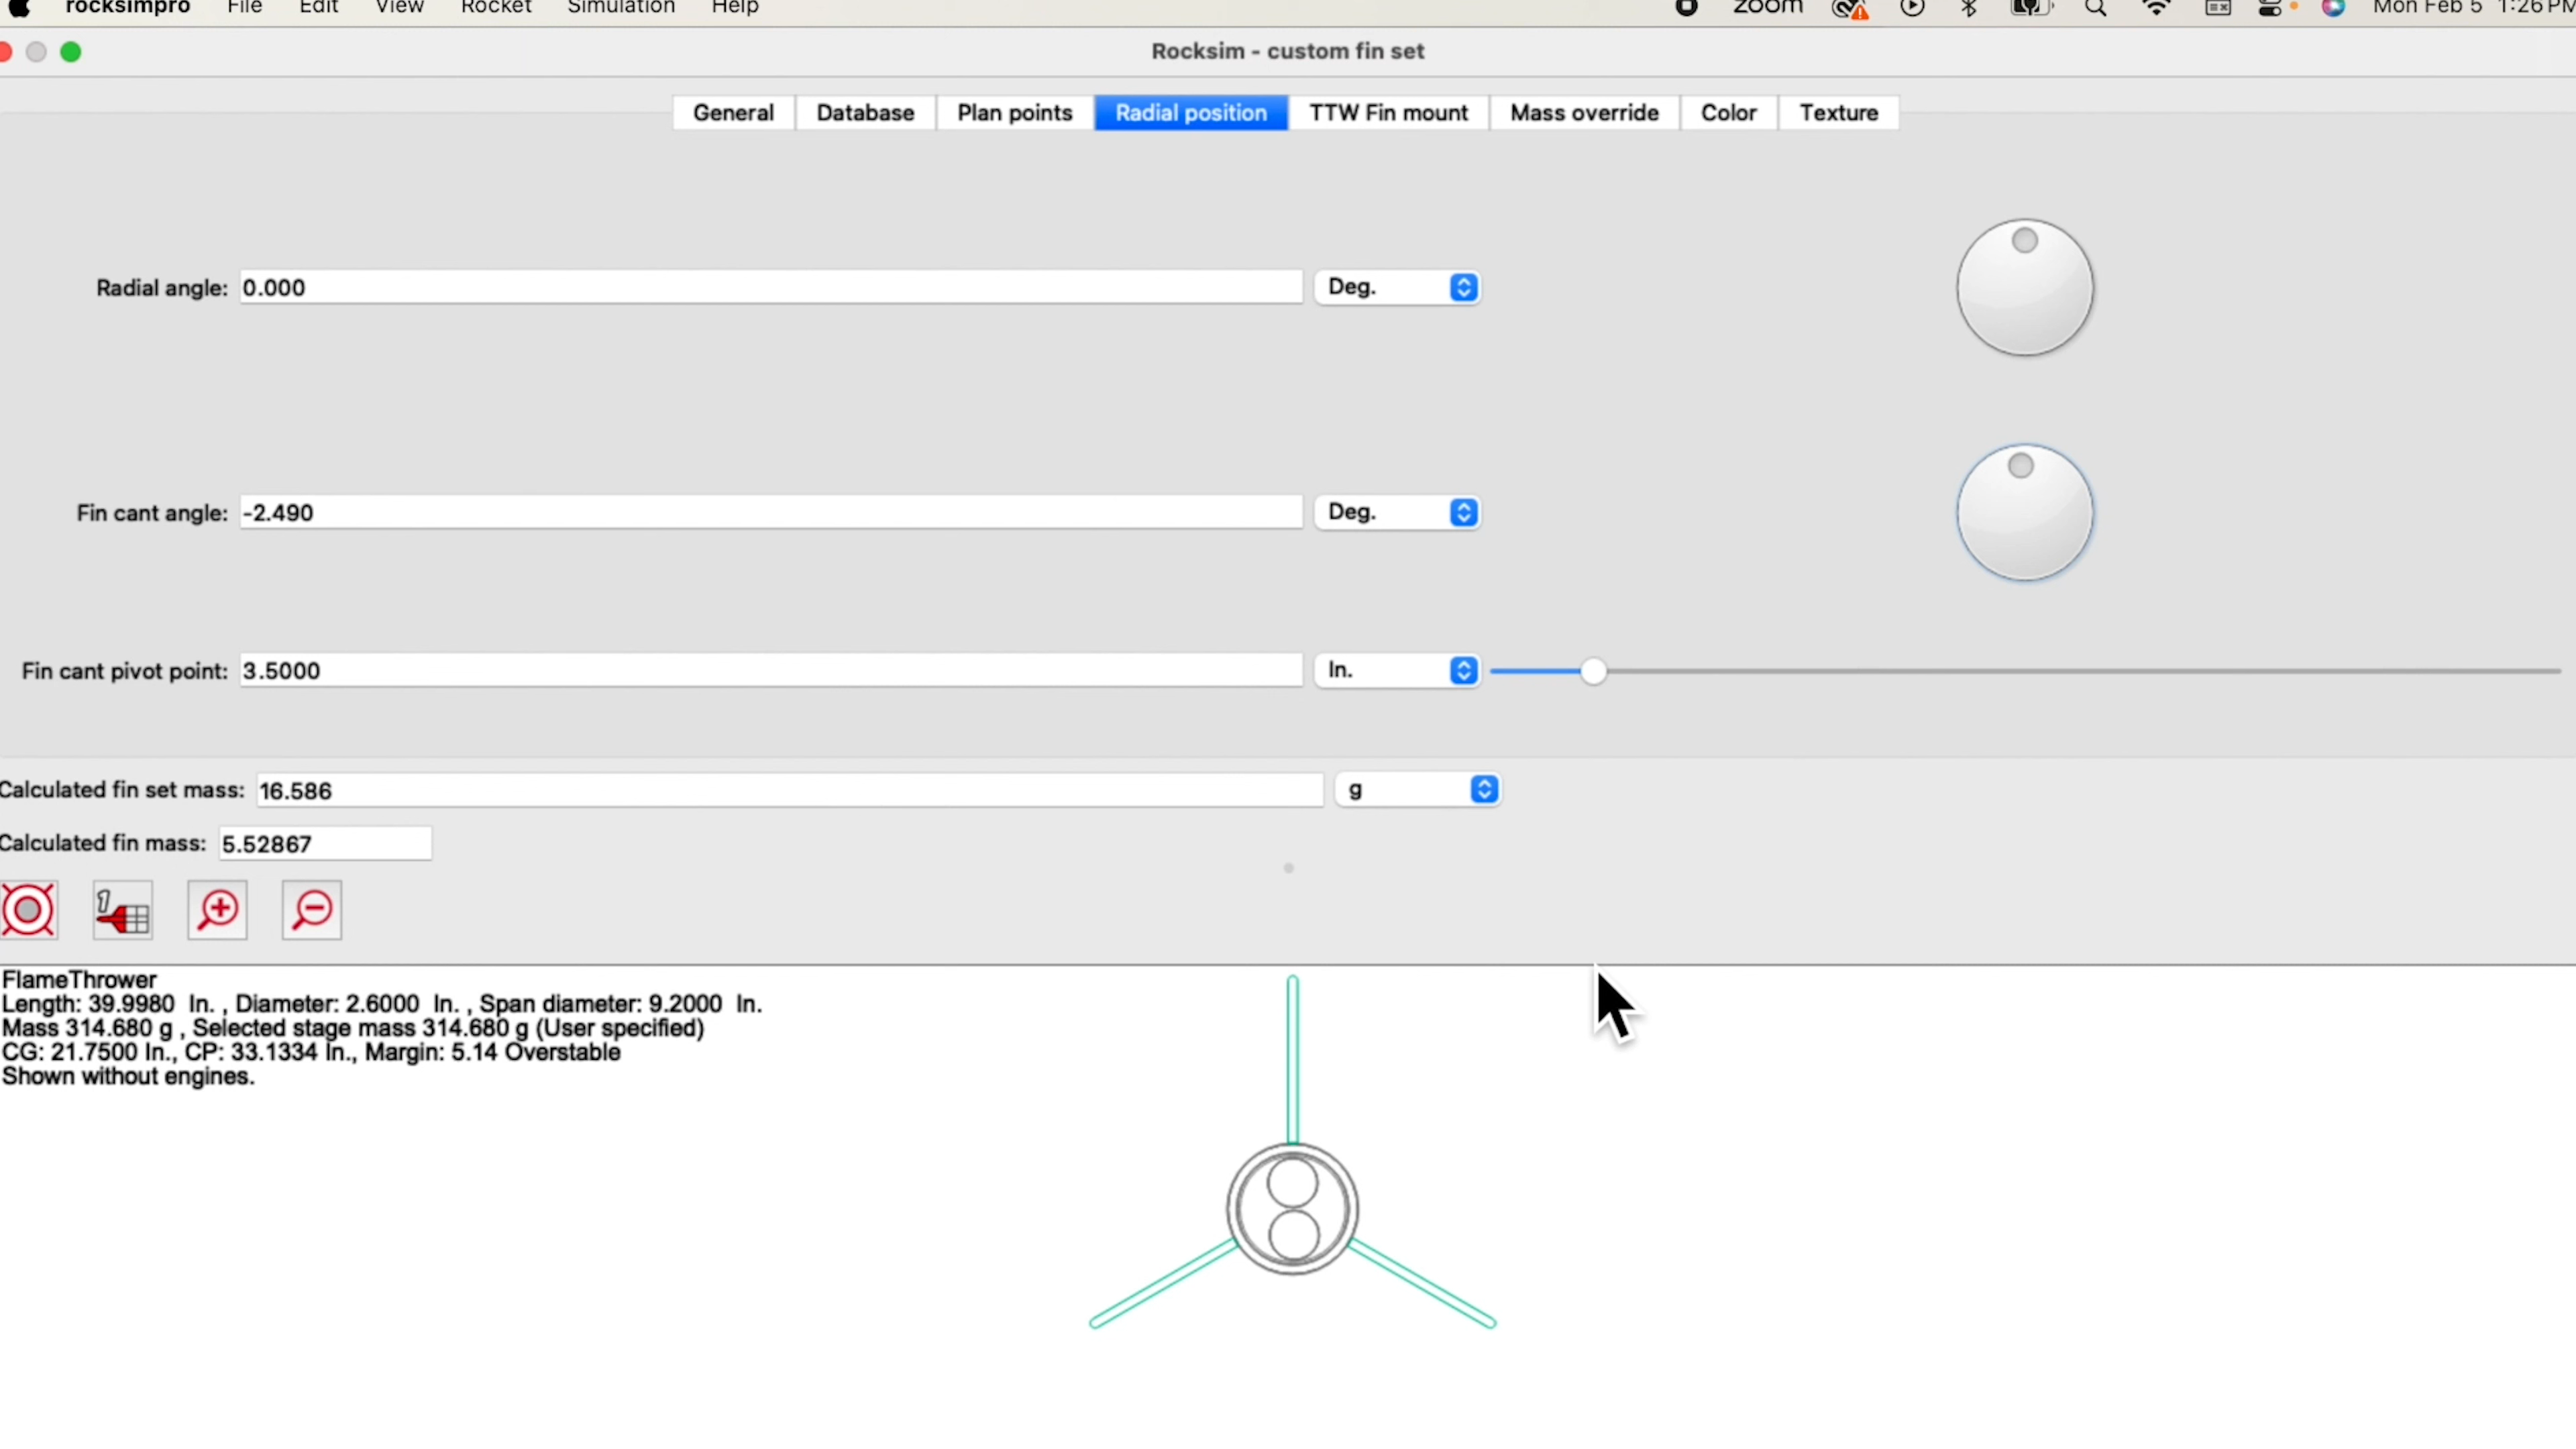 rocksimpro File Edit View Rocket Simulation Help zoom Mon Feb 5 1:26 PM
Rocksim - custom fin set
General Database Plan points Radial position TTW Fin mount Mass override Color Texture
Radial angle: 0.000 Deg.
Fin cant angle: -2.490 Deg.
Fin cant pivot point: 3.5000 In.
Calculated fin set mass: 16.586 g
Calculated fin mass: 5.52867
1
FlameThrower
Length: 39.9980 In. , Diameter: 2.6000 In. , Span diameter: 9.2000 In.
Mass 314.680 g , Selected stage mass 314.680 g (User specified)
CG: 21.7500 In., CP: 33.1334 In., Margin: 5.14 Overstable
Shown without engines.